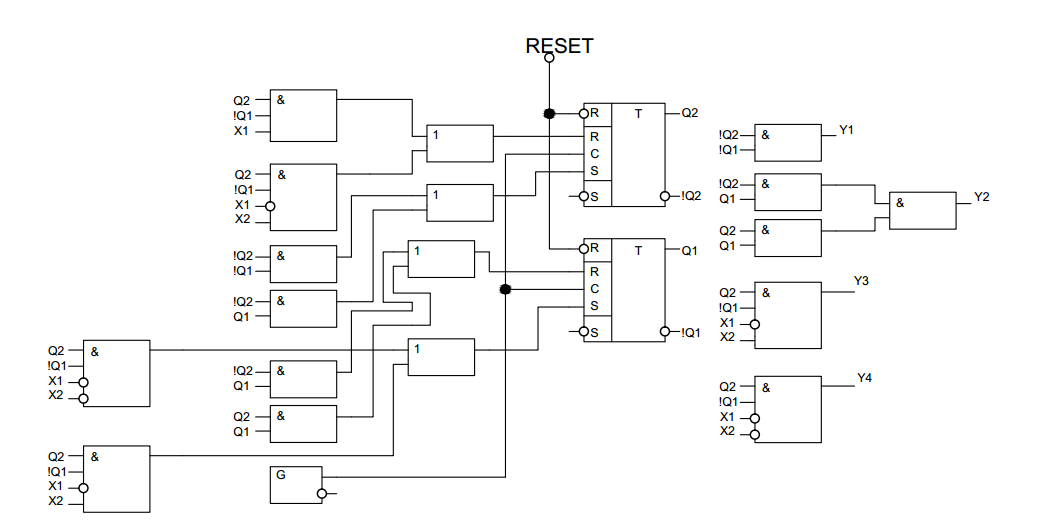 RESET
Q2 &
!Q1
X1
1
Q2 &
!Q1
X1
X2
1
!Q2 &
!Q1
!Q2 &
Q1
1
Q2 &
!Q1
X1
X2
1
!Q2 &
Q1
Q2 &
Q1
Q2 &
!Q1
X1
X2
G
R T Q2
R
C
S
S !Q2
R T Q1
R
C
S
S !Q1
!Q2 & Y1
!Q1
!Q2 &
Q1
& Y2
Q2 &
Q1
Q2 & Y3
!Q1
X1
X2
Q2 & Y4
!Q1
X1
X2